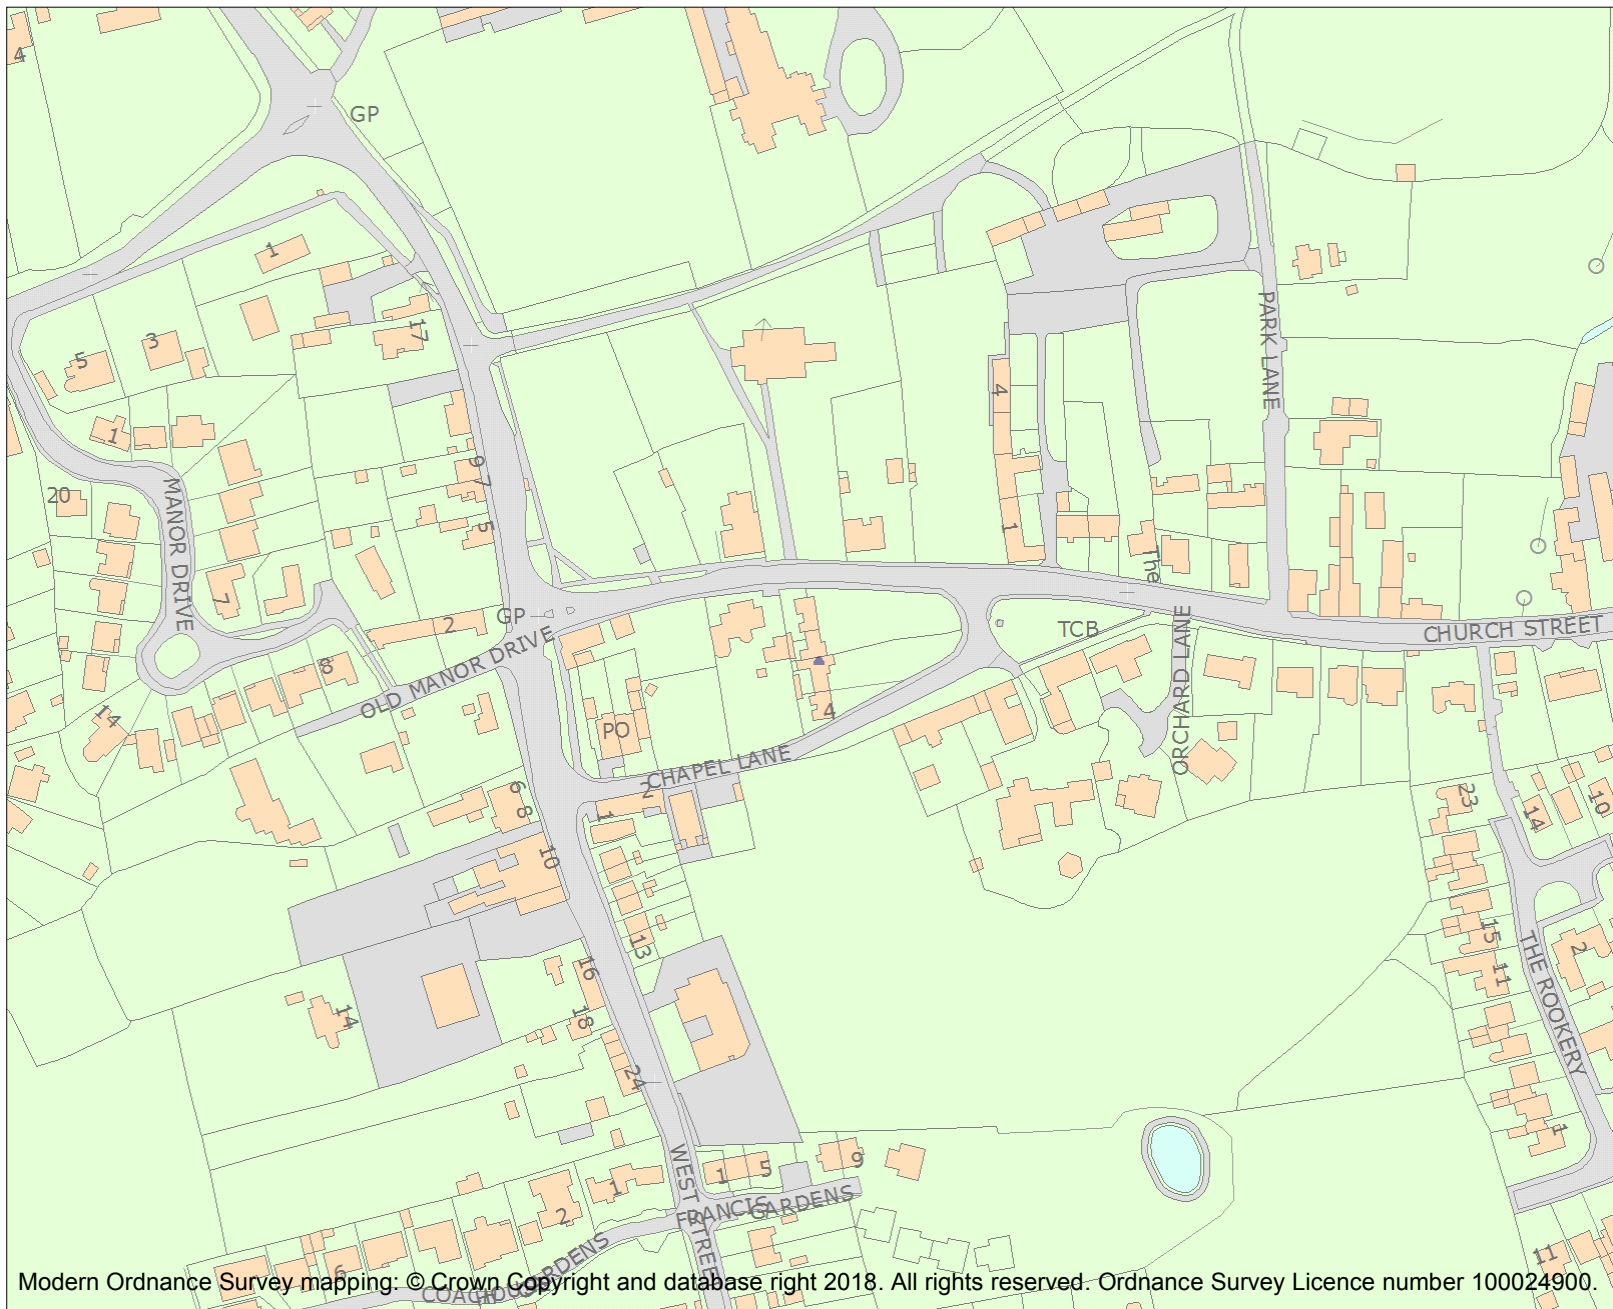 4
GP
1
17
3
5
PARK LANE
4
1
9
7
20
5
MANOR DRIVE
1
The
7
2
GP
TCB
CHURCH STREET
ORCHARD LANE
8
OLD MANOR DRIVE
14
PO
4
CHAPEL LANE
2
6
8
1
23
14
10
10
13
15
2
16
11
THE ROOKERY
14
18
24
1
WEST STREET
1
5
9
1
FRANCIS GARDENS
2
11
6
COACH HOUSE GARDENS
Modern Ordnance Survey mapping: © Crown Copyright and database right 2018. All rights reserved. Ordnance Survey Licence number 100024900.